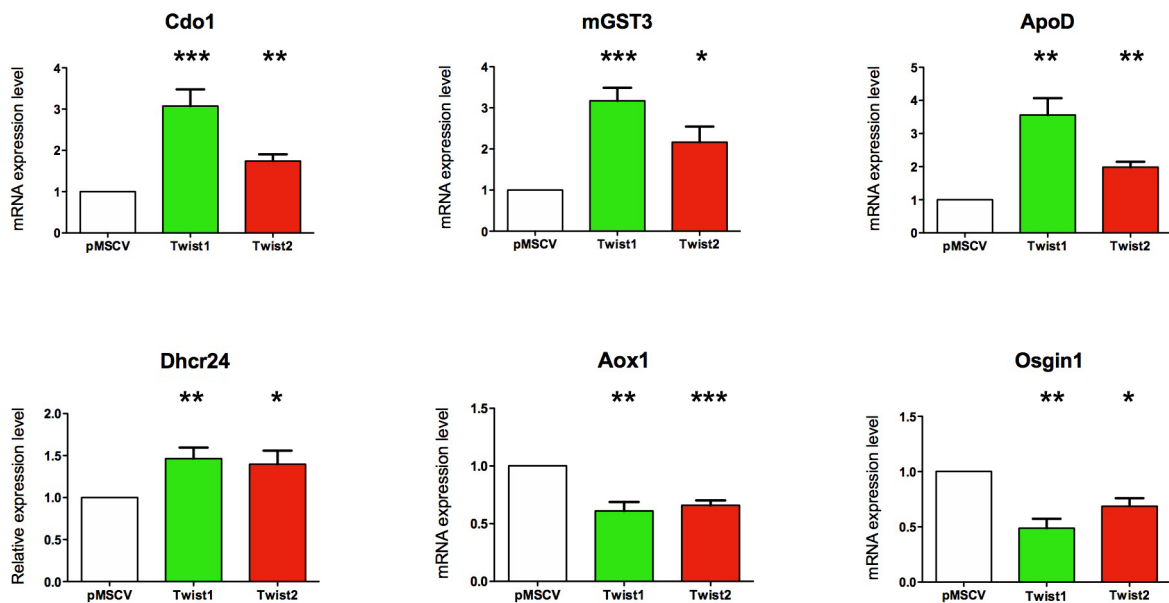 Cdo1
mRNA expression level
*** **
4
3
2
1
0
pMSCV Twist1 Twist2
mGST3
mRNA expression level
*** *
4
3
2
1
0
pMSCV Twist1 Twist2
ApoD
mRNA expression level
** **
5
4
3
2
1
0
pMSCV Twist1 Twist2
Dhcr24
Relative expression level
** *
2.0
1.5
1.0
0.5
0.0
pMSCV Twist1 Twist2
Aox1
mRNA expression level
** ***
1.5
1.0
0.5
0.0
pMSCV Twist1 Twist2
Osgin1
mRNA expression level
** *
1.5
1.0
0.5
0.0
pMSCV Twist1 Twist2